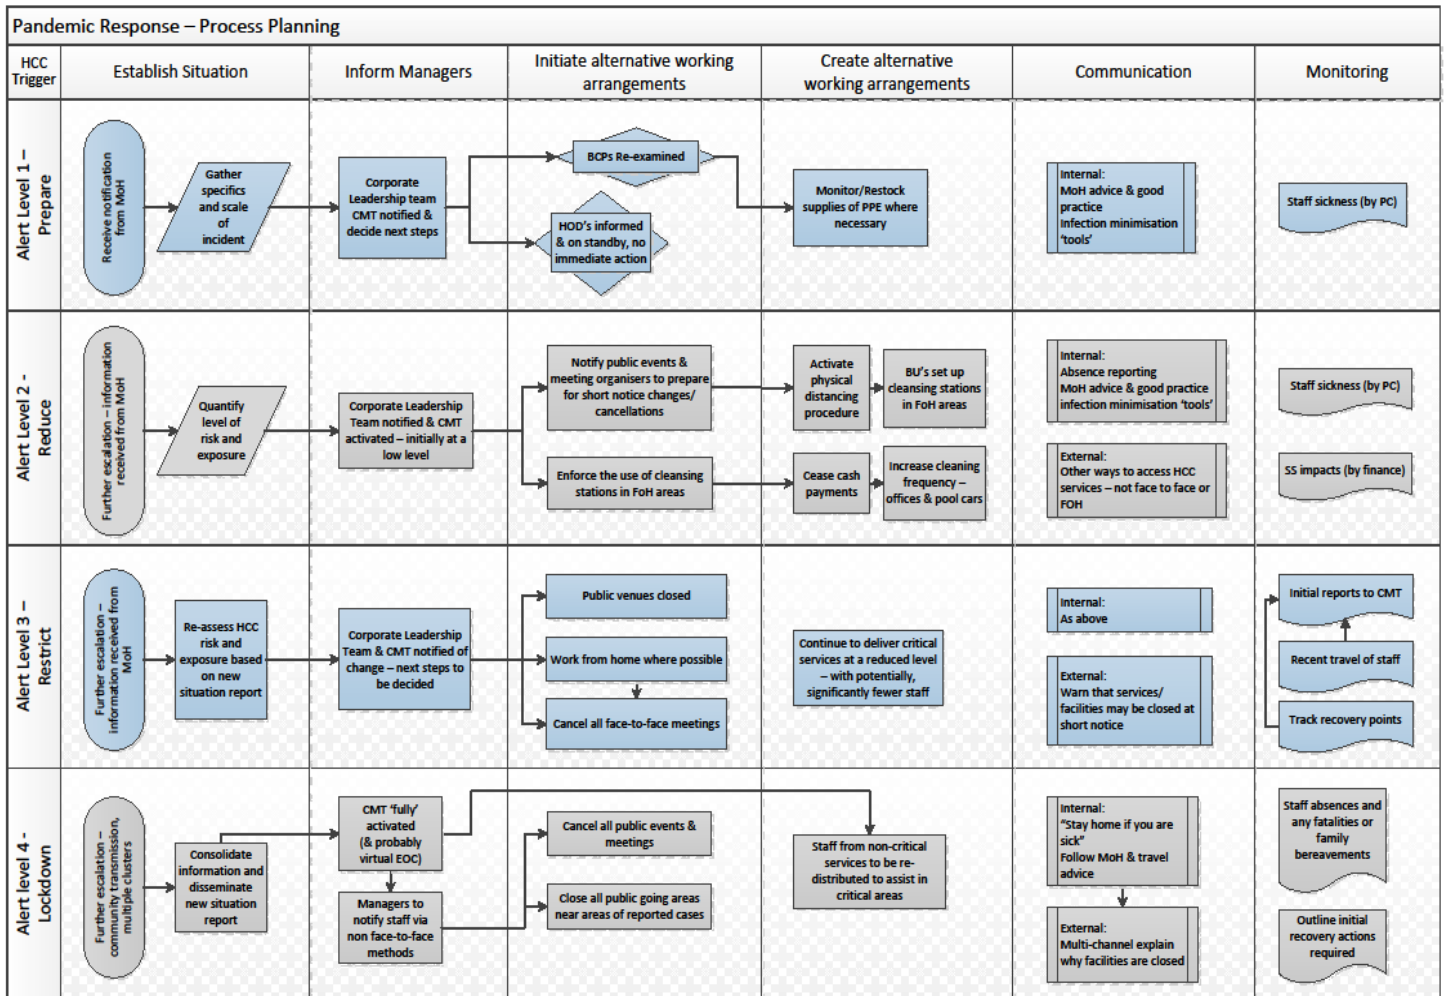 Pandemic Response – Process Planning
HCC
Trigger
Establish Situation
Inform Managers
Initiate alternative working
arrangements
Create alternative
working arrangements
Communication
Monitoring
Alert Level 1 –
Prepare
Receive notification
from MoH
Gather
specifics
and scale
of
incident
Corporate
Leadership team
CMT notified &
decide next steps
BCPs Re-examined
HOD's informed
& on standby, no
immediate action
Monitor/Restock
supplies of PPE where
necessary
Internal:
MoH advice & good
practice
Infection minimisation
'tools'
Staff sickness (by PC)
Alert Level 2 -
Reduce
Further escalation – information
received from MoH
Quantify
level of
risk and
exposure
Corporate Leadership
Team notified & CMT
activated – initially at a
low level
Notify public events &
meeting organisers to prepare
for short notice changes/
cancellations
Enforce the use of cleansing
stations in FoH areas
Activate
physical
distancing
procedure
BU's set up
cleansing stations
in FoH areas
Cease cash
payments
Increase cleaning
frequency –
offices & pool cars
Internal:
Absence reporting
MoH advice & good practice
infection minimisation 'tools'
External:
Other ways to access HCC
services – not face to face or
FOH
Staff sickness (by PC)
SS impacts (by finance)
Alert Level 3 –
Restrict
Further escalation –
information received from
MoH
Re-assess HCC
risk and
exposure based
on new
situation report
Corporate Leadership
Team & CMT notified of
change – next steps to
be decided
Public venues closed
Work from home where possible
Cancel all face-to-face meetings
Continue to deliver critical
services at a reduced level
– with potentially,
significantly fewer staff
Internal:
As above
External:
Warn that services/
facilities may be closed at
short notice
Initial reports to CMT
Recent travel of staff
Track recovery points
Alert level 4 -
Lockdown
Further escalation –
community transmission,
multiple clusters
Consolidate
information and
disseminate
new situation
report
CMT 'fully'
activated
(& probably
virtual EOC)
Managers to
notify staff via
non face-to-face
methods
Cancel all public events &
meetings
Close all public going areas
near areas of reported cases
Staff from non-critical
services to be re-
distributed to assist in
critical areas
Internal:
"Stay home if you are
sick"
Follow MoH & travel
advice
External:
Multi-channel explain
why facilities are closed
Staff absences and
any fatalities or
family
bereavements
Outline initial
recovery actions
required